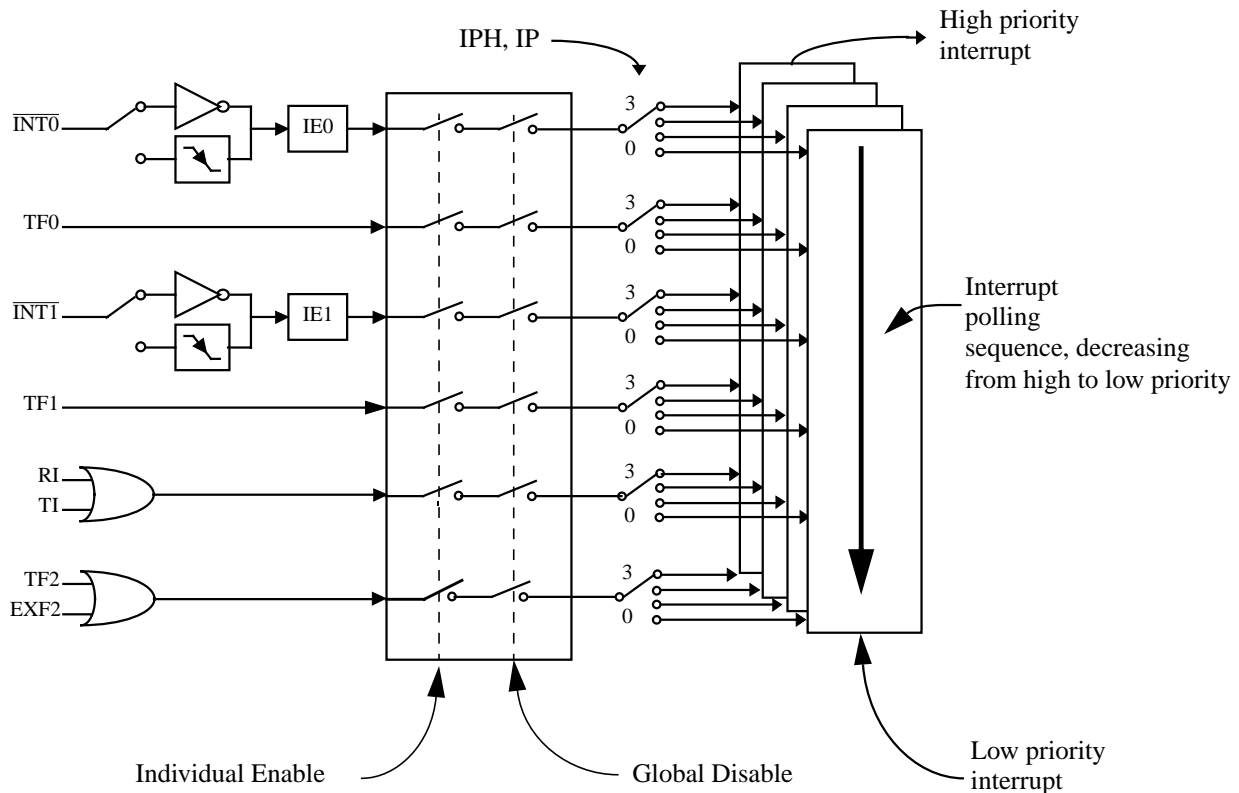 High priority
interrupt
IPH, IP
INT0
IE0
3
0
TF0
3
0
INT1
IE1
3
0
Interrupt
polling
sequence, decreasing
from high to low priority
TF1
3
0
RI
TI
3
0
TF2
EXF2
3
0
Individual Enable
Global Disable
Low priority
interrupt